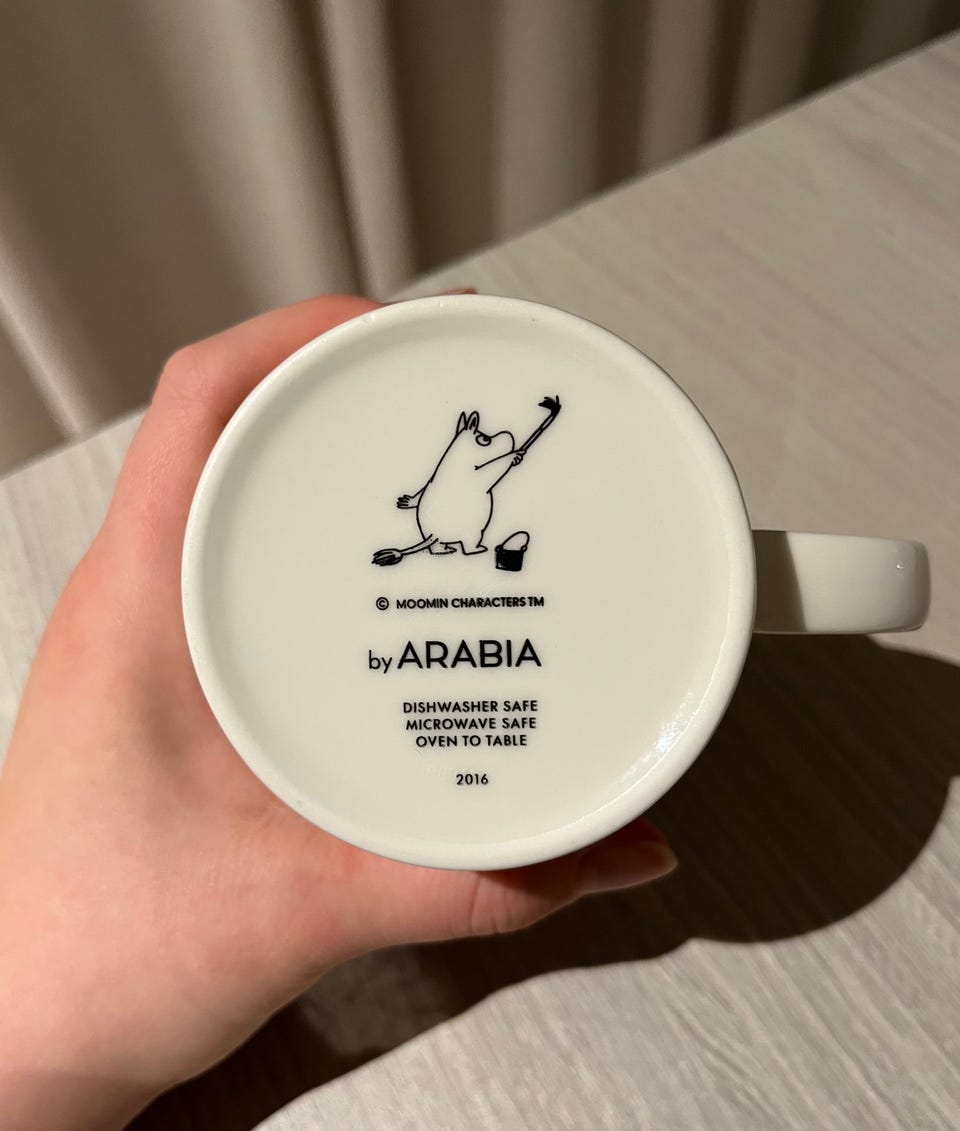 © MOOMIN CHARACTERS TM
by ARABIA
DISHWASHER SAFE
MICROWAVE SAFE
OVEN TO TABLE
2016